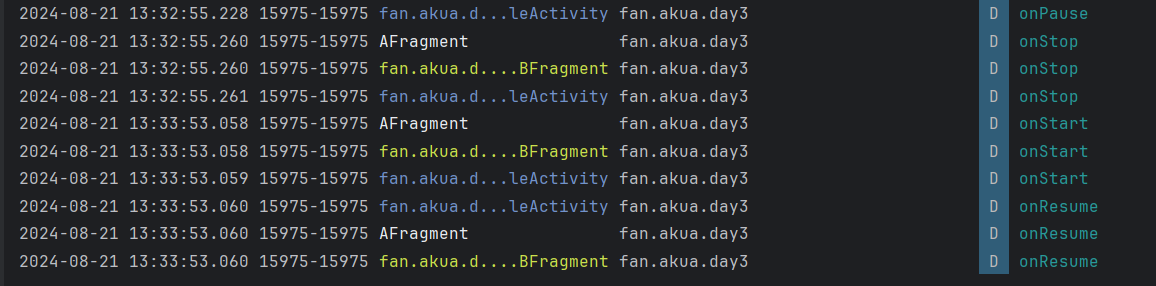 2024-08-21 13:32:55.228 15975-15975 fan.akua.d...leActivity fan.akua.day3 D onPause
2024-08-21 13:32:55.260 15975-15975 AFragment fan.akua.day3 D onStop
2024-08-21 13:32:55.260 15975-15975 fan.akua.d....BFragment fan.akua.day3 D onStop
2024-08-21 13:32:55.261 15975-15975 fan.akua.d...leActivity fan.akua.day3 D onStop
2024-08-21 13:33:53.058 15975-15975 AFragment fan.akua.day3 D onStart
2024-08-21 13:33:53.058 15975-15975 fan.akua.d....BFragment fan.akua.day3 D onStart
2024-08-21 13:33:53.059 15975-15975 fan.akua.d...leActivity fan.akua.day3 D onStart
2024-08-21 13:33:53.060 15975-15975 fan.akua.d...leActivity fan.akua.day3 D onResume
2024-08-21 13:33:53.060 15975-15975 AFragment fan.akua.day3 D onResume
2024-08-21 13:33:53.060 15975-15975 fan.akua.d....BFragment fan.akua.day3 D onResume